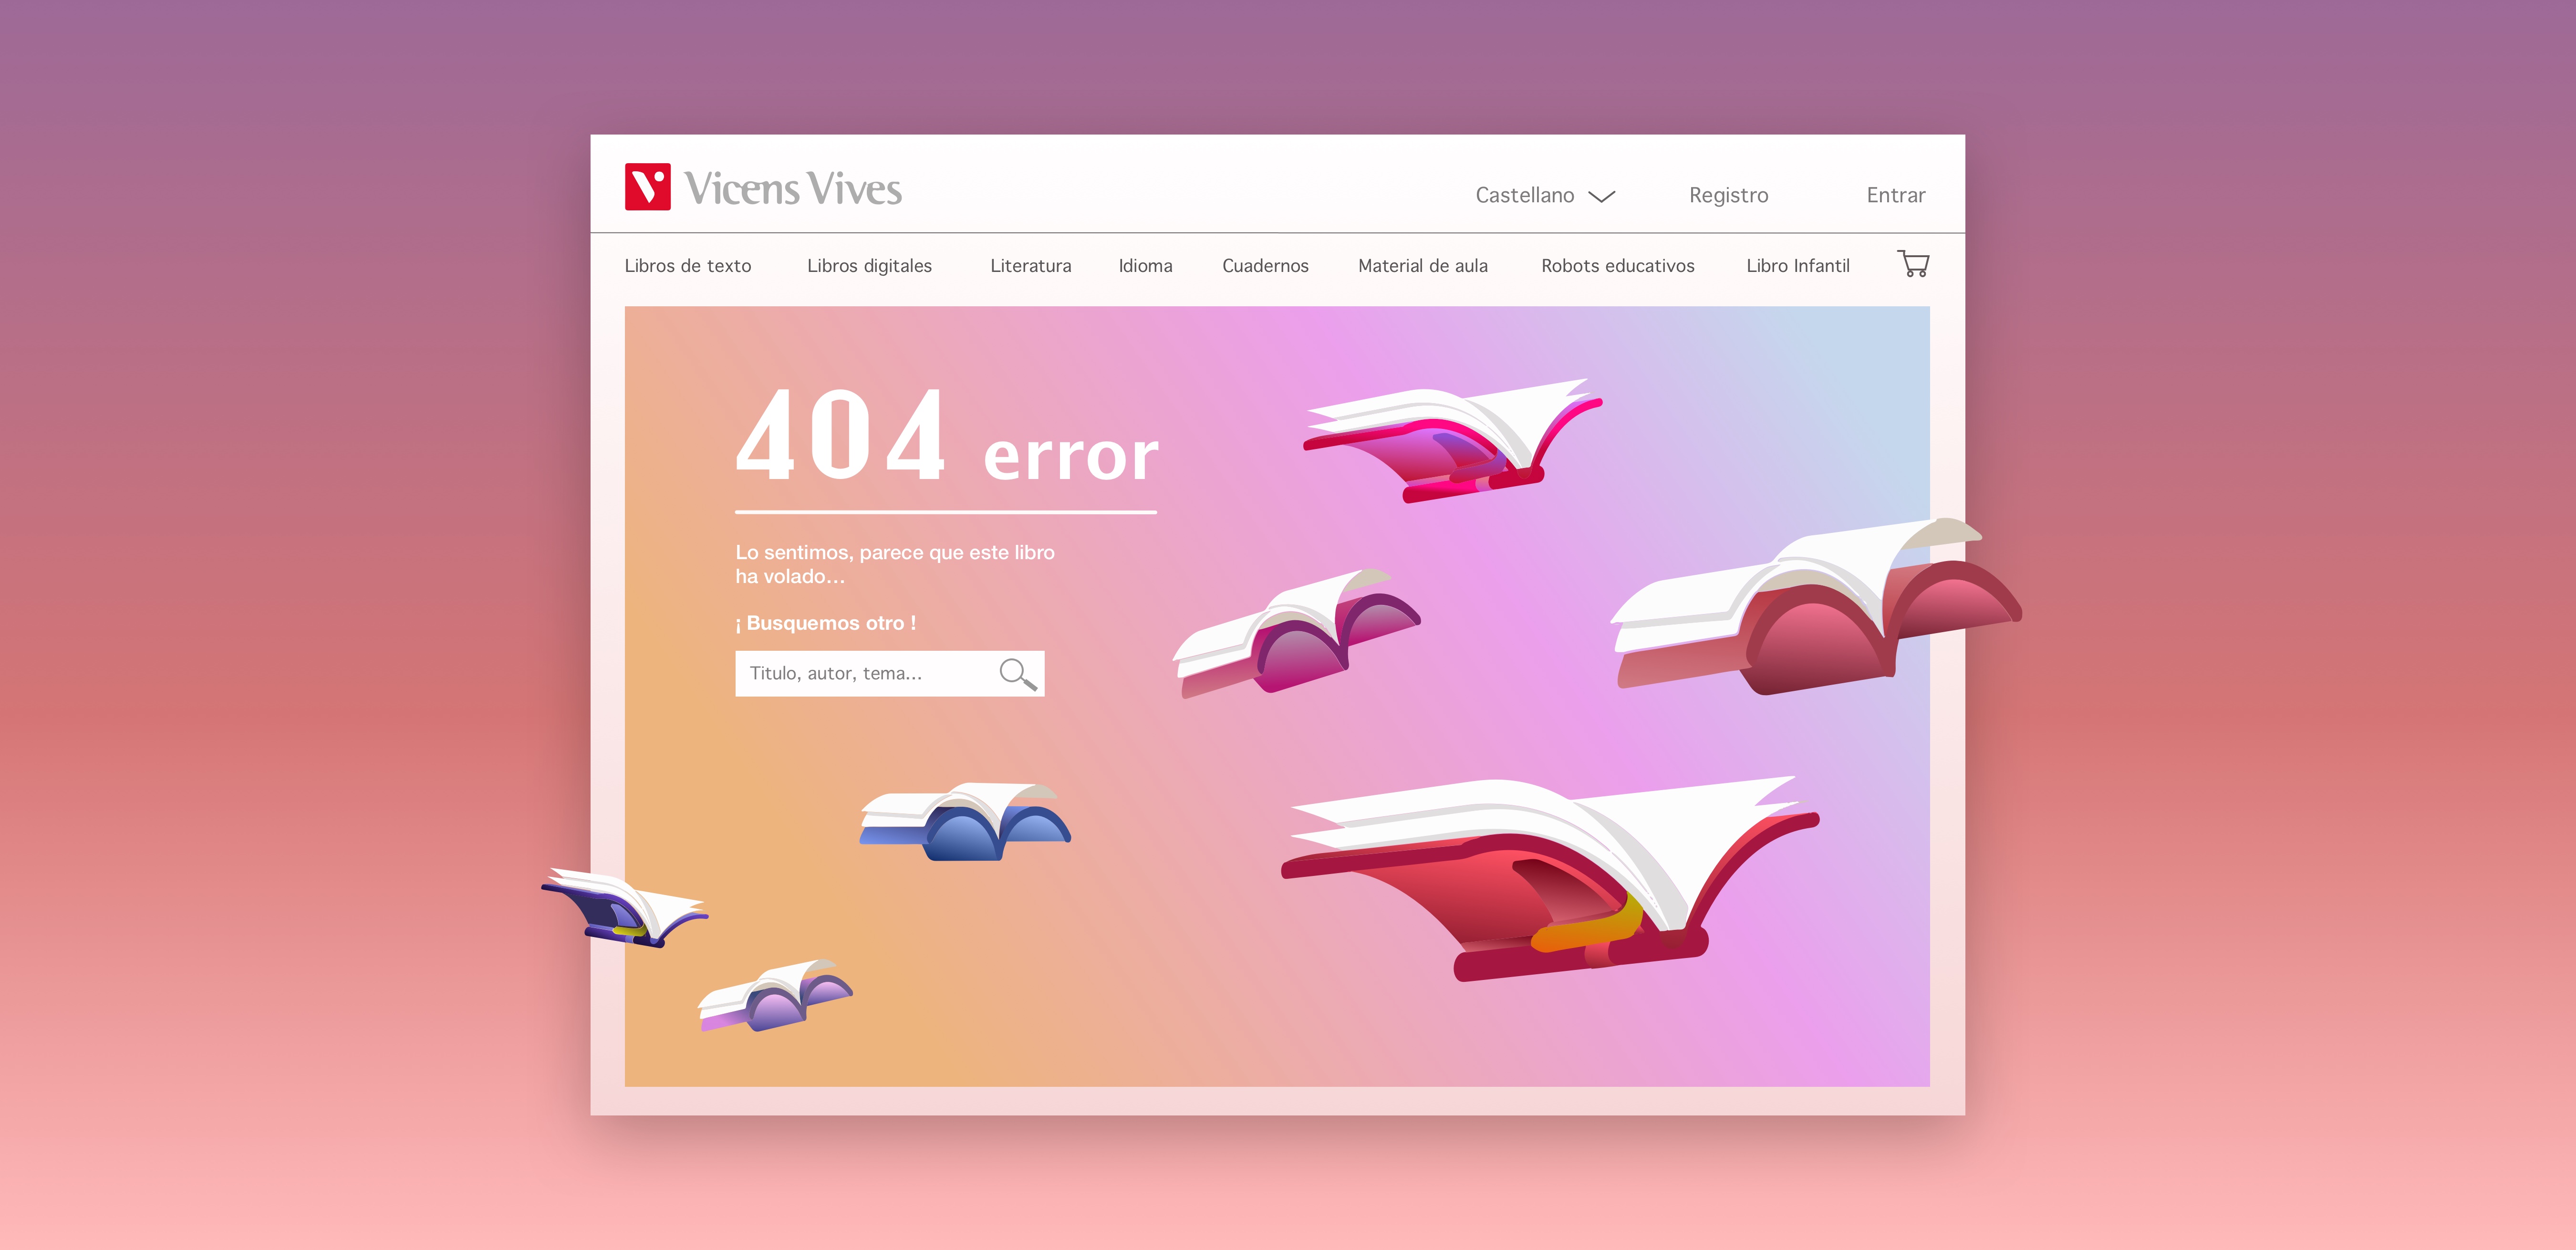 Vicens Vives
Castellano
Registro
Entrar
Libros de texto
Libros digitales
Literatura
Idioma
Cuadernos
Material de aula
Robots educativos
Libro Infantil
404 error
Lo sentimos, parece que este libro
ha volado...
¡ Busquemos otro !
Titulo, autor, tema...